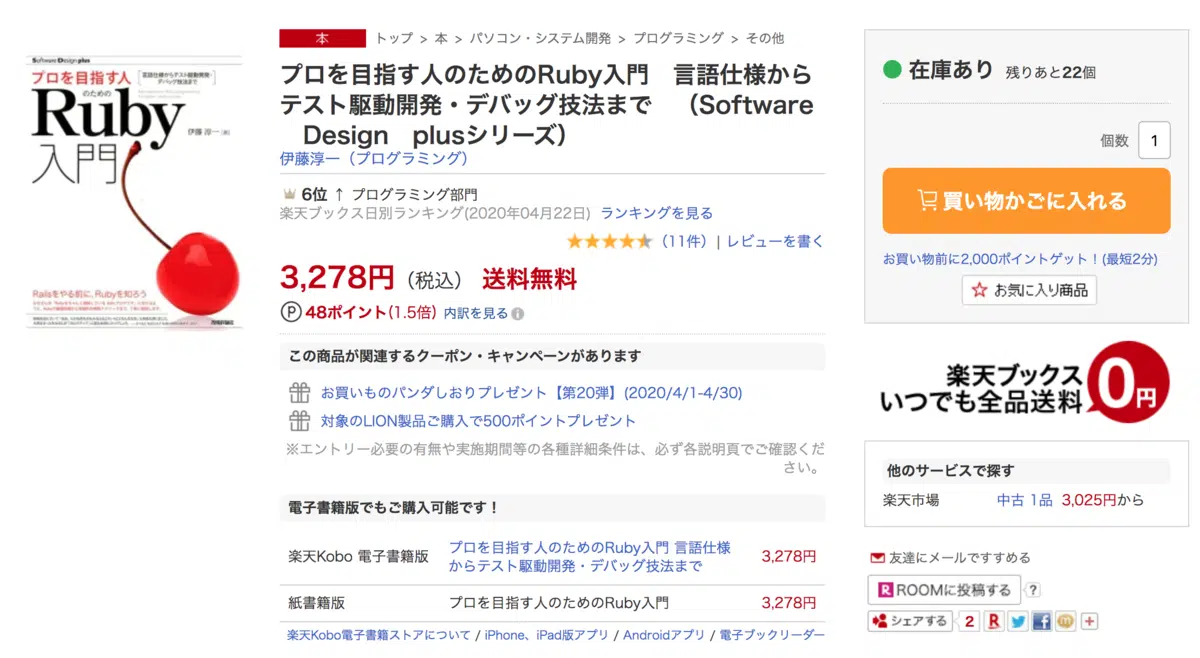 Software Design plus
プロを目指す人
のための
言語仕様からテスト駆動開発・
デバッグ技法まで
Ruby
伊藤 淳一[著]
入門
Railsをやる前に、Rubyを知ろう
技術評論社
本
トップ > 本 > パソコン・システム開発 > プログラミング > その他
プロを目指す人のためのRuby入門 言語仕様から
テスト駆動開発・デバッグ技法まで （Software
Design plusシリーズ）
伊藤淳一（プログラミング）
6位 ↑ プログラミング部門
楽天ブックス日別ランキング(2020年04月22日) ランキングを見る
（11件） | レビューを書く
3,278円 （税込） 送料無料
P 48ポイント(1.5倍) 内訳を見る i
この商品が関連するクーポン・キャンペーンがあります
お買いものパンダしおりプレゼント【第20弾】(2020/4/1-4/30)
対象のLION製品ご購入で500ポイントプレゼント
※エントリー必要の有無や実施期間等の各種詳細条件は、必ず各説明頁でご確認くだ
さい。
電子書籍版でもご購入可能です！
楽天Kobo 電子書籍版 プロを目指す人のためのRuby入門 言語仕様 3,278円
からテスト駆動開発・デバッグ技法まで
紙書籍版 プロを目指す人のためのRuby入門 3,278円
楽天Kobo電子書籍ストアについて / iPhone、iPad版アプリ / Androidアプリ / 電子ブックリーダー
在庫あり 残りあと22個
個数 1
買い物かごに入れる
お買い物前に2,000ポイントゲット！(最短2分)
お気に入り商品
楽天ブックス
いつでも全品送料
0円
他のサービスで探す
楽天市場 中古 1品 3,025円から
友達にメールですすめる
R ROOMに投稿する ?
シェアする 2 R f m +